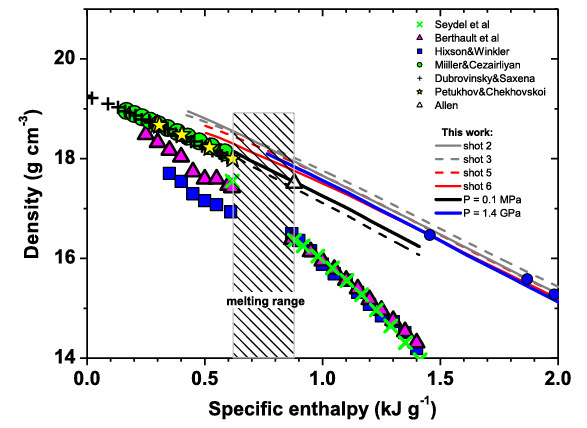 20
18
16
14
0.0
0.5
1.0
1.5
2.0
Density (g cm⁻³)
Specific enthalpy (kJ g⁻¹)
melting range
Seydel et al
Berthault et al
Hixson&Winkler
Miiller&Cezairliyan
Dubrovinsky&Saxena
Petukhov&Chekhovskoi
Allen
This work:
shot 2
shot 3
shot 5
shot 6
P = 0.1 MPa
P = 1.4 GPa